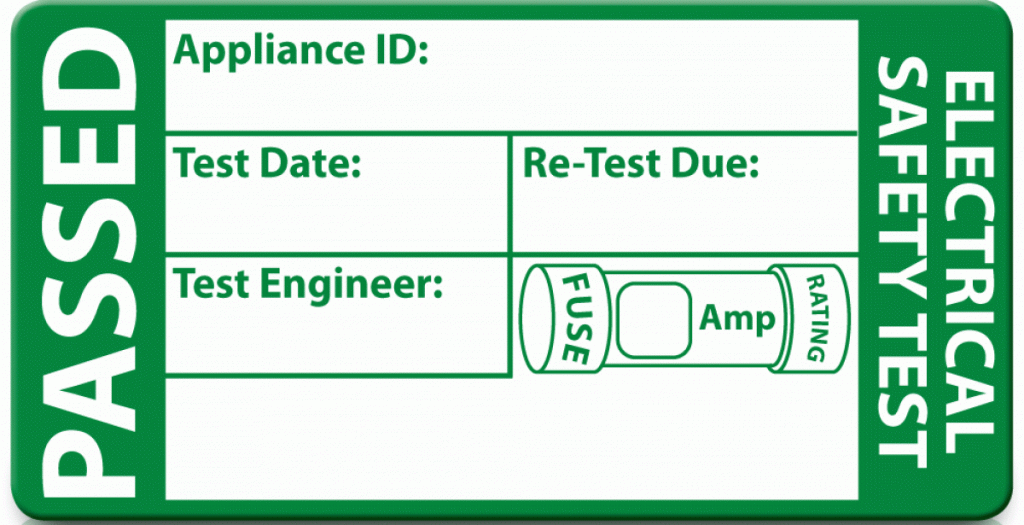 PASSED
Appliance ID:
Test Date:
Re-Test Due:
Test Engineer:
FUSE
Amp
RATING
ELECTRICAL
SAFETY TEST